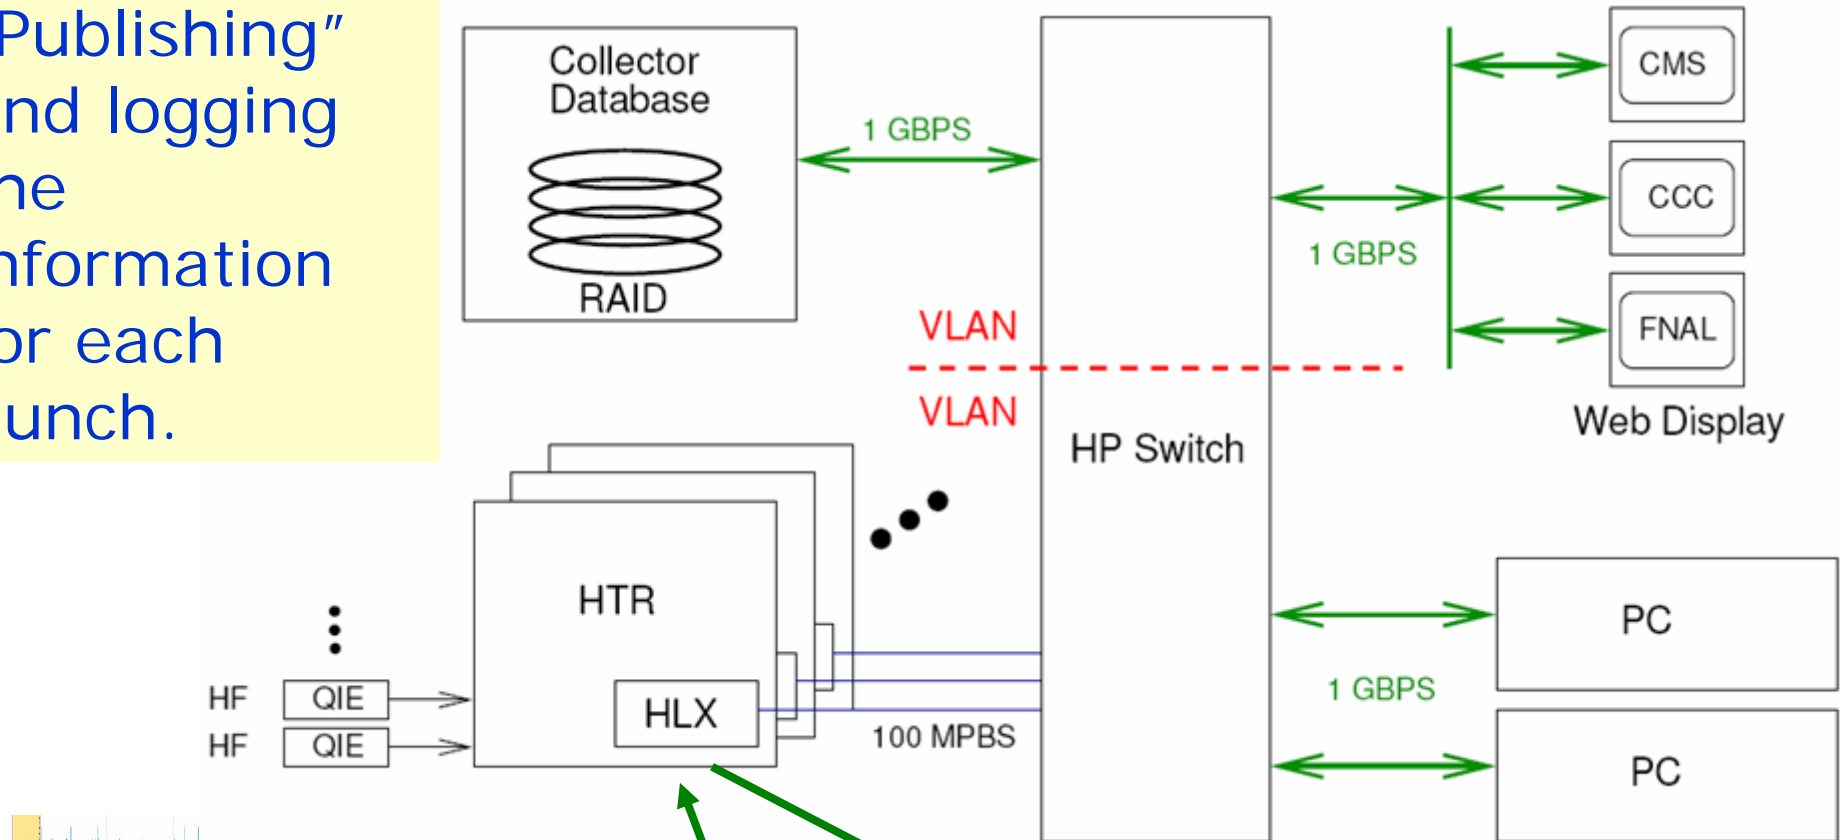 Publishing”
nd logging
ne
nformation
or each
unch.
Collector
Database
RAID
1 GBPS
CMS
CCC
FNAL
1 GBPS
Web Display
VLAN
VLAN
HP Switch
HTR
HLX
HF QIE
HF QIE
100 MPBS
PC
1 GBPS
PC